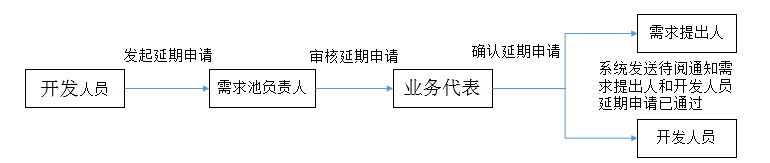 需求提出人
确认延期申请
发起延期申请
审核延期申请
系统发送待阅通知需
求提出人和开发人员
延期申请已通过
开发人员
需求池负责人
业务代表
开发人员